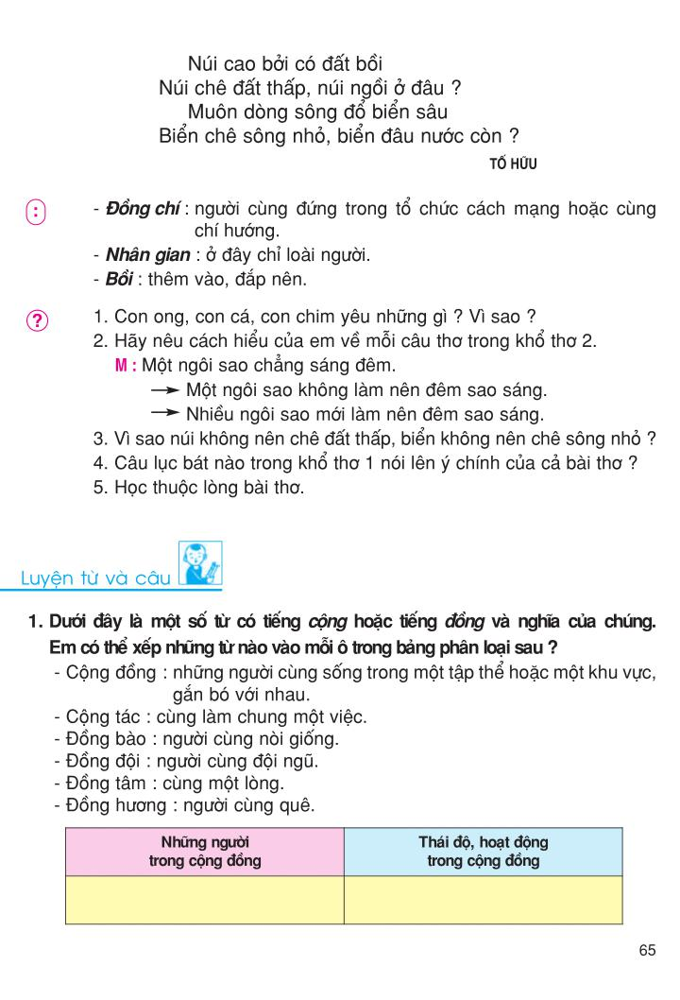 Núi cao bởi có đất bồi
Núi chê đất thấp, núi ngồi ở đâu ?
Muôn dòng sông đổ biển sâu
Biển chê sông nhỏ, biển đâu nước còn ?
TỐ HỮU
:
- Đồng chí : người cùng đứng trong tổ chức cách mạng hoặc cùng
chí hướng.
- Nhân gian : ở đây chỉ loài người.
- Bồi : thêm vào, đắp nên.
?
1. Con ong, con cá, con chim yêu những gì ? Vì sao ?
2. Hãy nêu cách hiểu của em về mỗi câu thơ trong khổ thơ 2.
M : Một ngôi sao chẳng sáng đêm.
→ Một ngôi sao không làm nên đêm sao sáng.
→ Nhiều ngôi sao mới làm nên đêm sao sáng.
3. Vì sao núi không nên chê đất thấp, biển không nên chê sông nhỏ ?
4. Câu lục bát nào trong khổ thơ 1 nói lên ý chính của cả bài thơ ?
5. Học thuộc lòng bài thơ.
Luyện từ và câu
1. Dưới đây là một số từ có tiếng cộng hoặc tiếng đồng và nghĩa của chúng.
Em có thể xếp những từ nào vào mỗi ô trong bảng phân loại sau ?
- Cộng đồng : những người cùng sống trong một tập thể hoặc một khu vực,
gắn bó với nhau.
- Cộng tác : cùng làm chung một việc.
- Đồng bào : người cùng nòi giống.
- Đồng đội : người cùng đội ngũ.
- Đồng tâm : cùng một lòng.
- Đồng hương : người cùng quê.
Những người
trong cộng đồng
Thái độ, hoạt động
trong cộng đồng
65